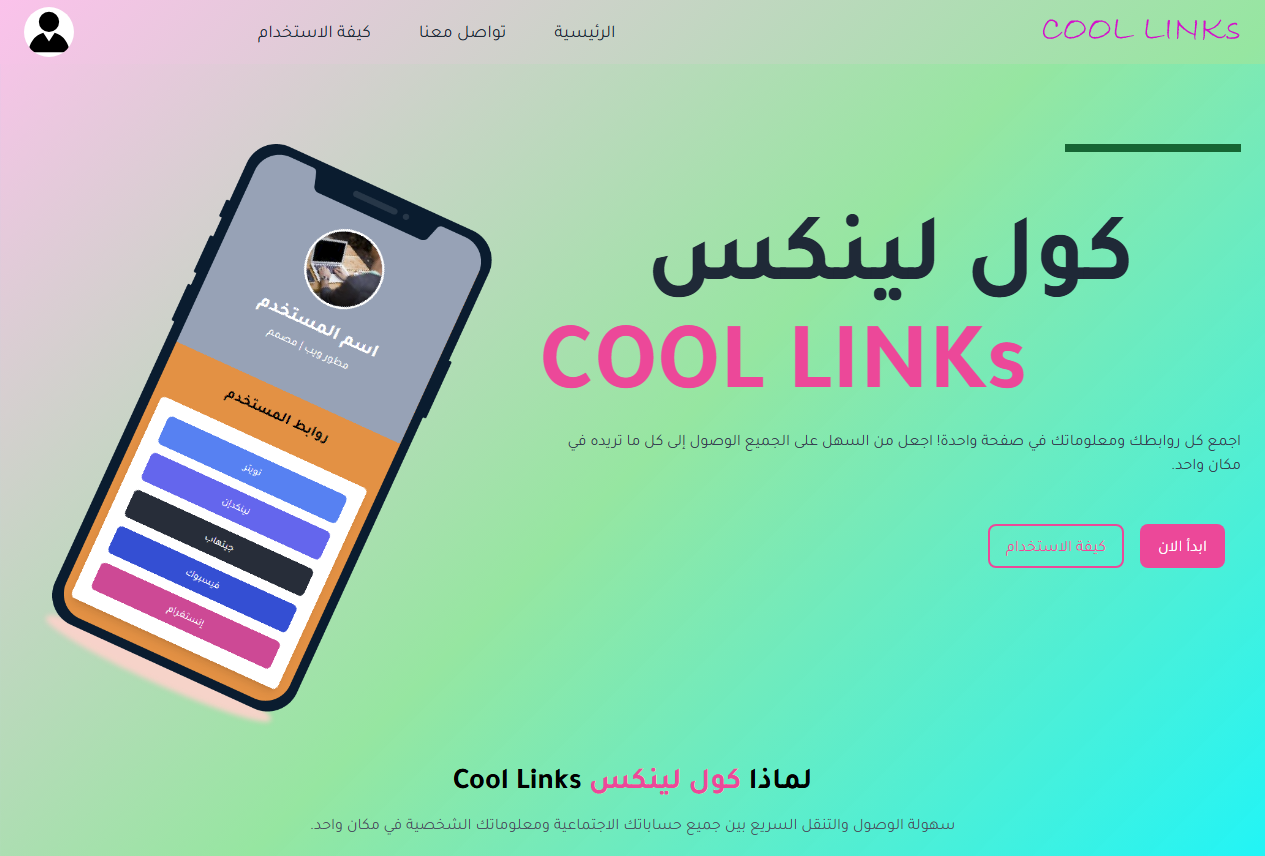 COOL LINKs
الرئيسية
تواصل معنا
كيفة الاستخدام
كول لينكس
COOL LINKs
اجمع كل روابطك ومعلوماتك في صفحة واحدة! اجعل من السهل على الجميع الوصول إلى كل ما تريده في
مكان واحد.
ابدأ الان
كيفة الاستخدام
اسم المستخدم
مطور ويب | مصمم
روابط المستخدم
تويتر
لينكدإن
جيتهاب
فيسبوك
إنستغرام
لماذا كول لينكس Cool Links
سهولة الوصول والتنقل السريع بين جميع حساباتك الاجتماعية ومعلوماتك الشخصية في مكان واحد.